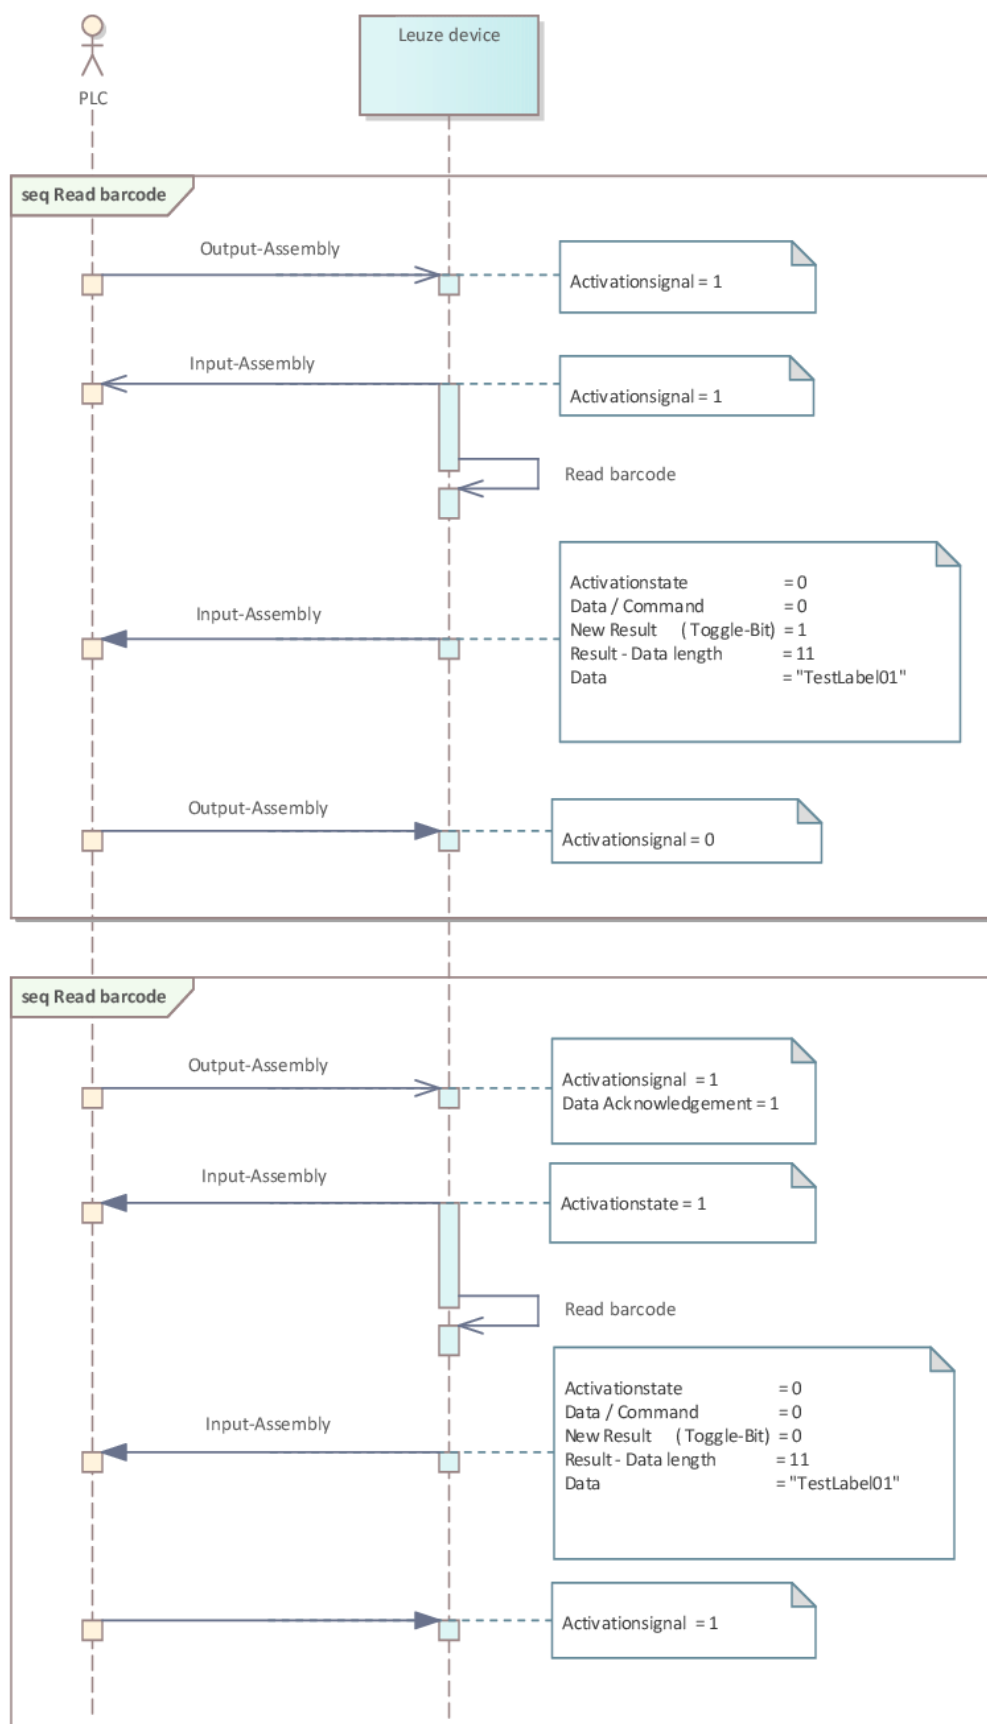 Leuze device
PLC
seq Read barcode
Output-Assembly
Activationsignal = 1
Input-Assembly
Activationsignal = 1
Read barcode
Input-Assembly
Activationstate = 0
Data / Command = 0
New Result ( Toggle-Bit) = 1
Result - Data length = 11
Data = "TestLabel01"
Output-Assembly
Activationsignal = 0
seq Read barcode
Output-Assembly
Activationsignal = 1
Data Acknowledgement = 1
Input-Assembly
Activationstate = 1
Read barcode
Input-Assembly
Activationstate = 0
Data / Command = 0
New Result ( Toggle-Bit) = 0
Result - Data length = 11
Data = "TestLabel01"
Activationsignal = 1